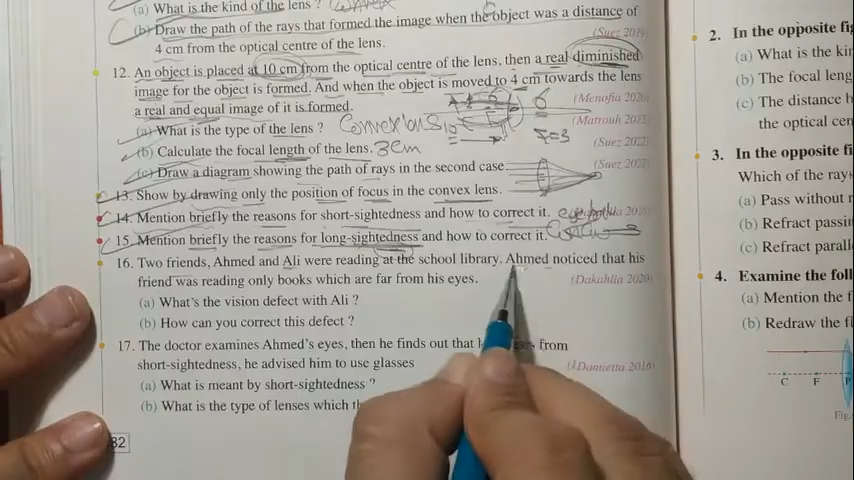 (a) What is the kind of the lens ? convex
(b) Draw the path of the rays that formed the image when the object was a distance of
4 cm from the optical centre of the lens. (Suez 2019)
12. An object is placed at 10 cm from the optical centre of the lens, then a real diminished
image for the object is formed. And when the object is moved to 4 cm towards the lens
a real and equal image of it is formed. (Menofia 2020)
(a) What is the type of the lens ? Convex lens (Matrouh 2015)
10 6 F=3
(b) Calculate the focal length of the lens. 3cm (Suez 2022)
(c) Draw a diagram showing the path of rays in the second case.
13. Show by drawing only the position of focus in the convex lens.
14. Mention briefly the reasons for short-sightedness and how to correct it.
15. Mention briefly the reasons for long-sightedness and how to correct it.
16. Two friends, Ahmed and Ali were reading at the school library. Ahmed noticed that his
friend was reading only books which are far from his eyes. (Dakahlia 2020)
(a) What's the vision defect with Ali ?
(b) How can you correct this defect ?
17. The doctor examines Ahmed's eyes, then he finds out that from
short-sightedness, he advised him to use glasses (Damietta 2016)
(a) What is meant by short-sightedness ?
(b) What is the type of lenses which
82
2. In the opposite
(a) What is the
(b) The focal
(c) The distance
the optical
3. In the opposite
Which of the
(a) Pass without
(b) Refract
(c) Refract
4. Examine the
(a) Mention the
(b) Redraw the
C F P